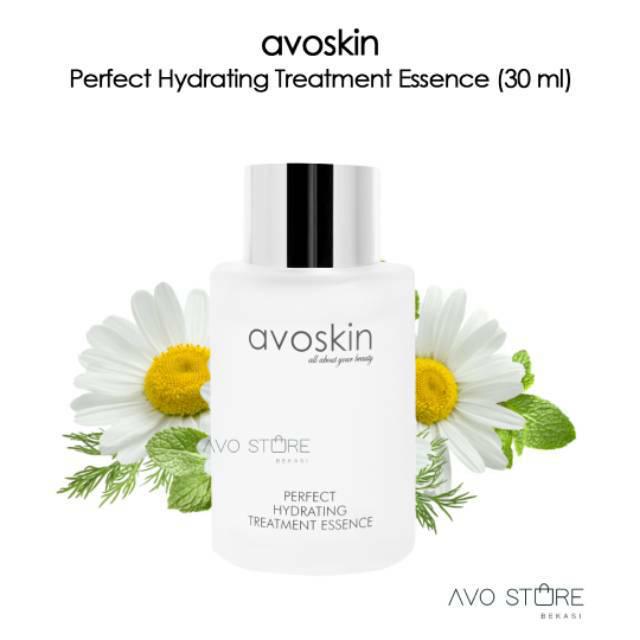 avoskin
Perfect Hydrating Treatment Essence (30 ml)
avoskin
all about your beauty
AVO STORE
BEKASI
PERFECT
HYDRATING
TREATMENT ESSENCE
AVO STORE
BEKASI